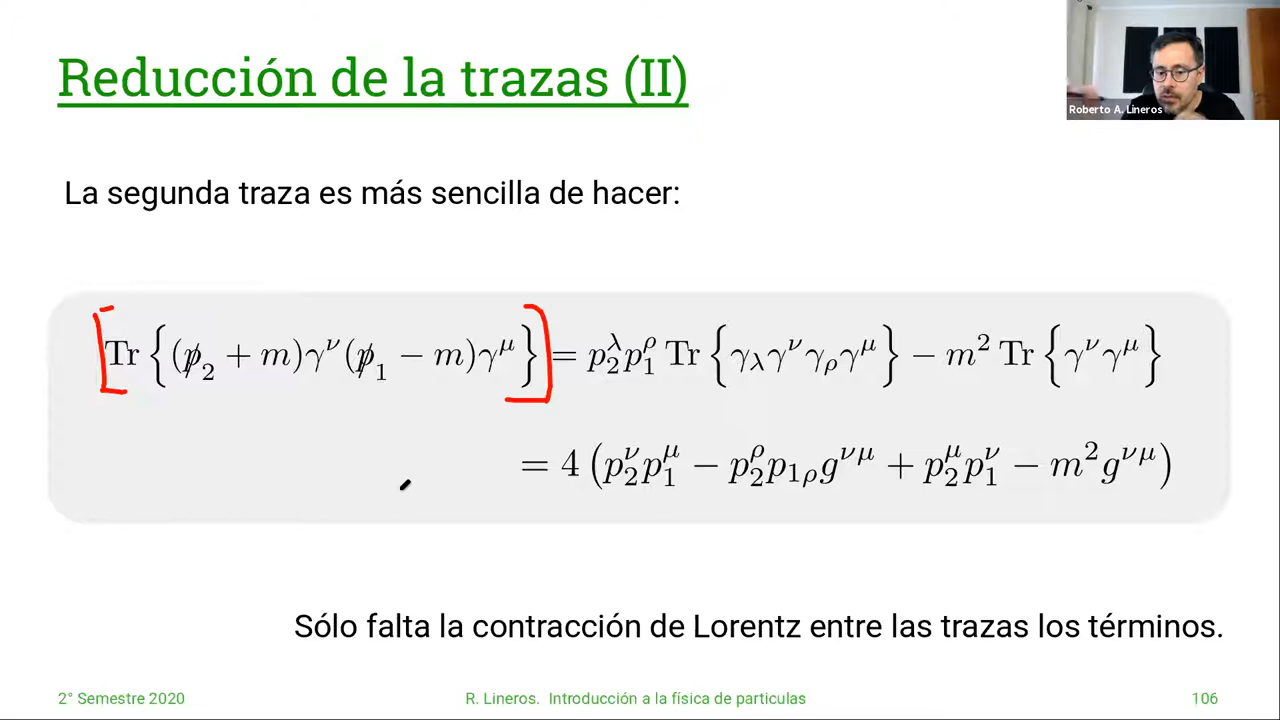 Reducción de la trazas (II)
Roberto A. Lineros
La segunda traza es más sencilla de hacer:
Tr {(p̸₂ + m)γ^ν(p̸₁ − m)γ^μ} = p₂^λ p₁^ρ Tr {γ_λ γ^ν γ_ρ γ^μ} − m² Tr {γ^ν γ^μ}
= 4 (p₂^ν p₁^μ − p₂^ρ p₁ρ g^νμ + p₂^μ p₁^ν − m² g^νμ)
Sólo falta la contracción de Lorentz entre las trazas los términos.
2° Semestre 2020
R. Lineros. Introducción a la física de particulas
106